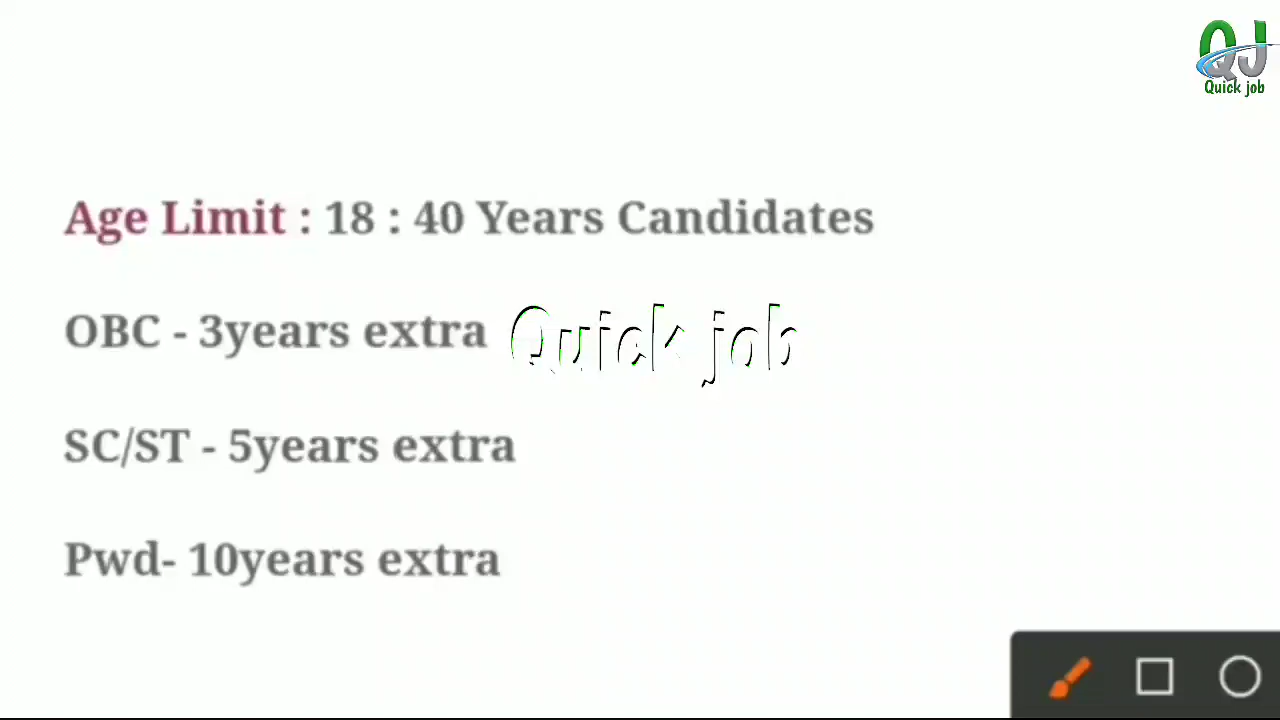 QJ
Quick job
Age Limit : 18 : 40 Years Candidates
OBC - 3years extra
Quick job
SC/ST - 5years extra
Pwd- 10years extra